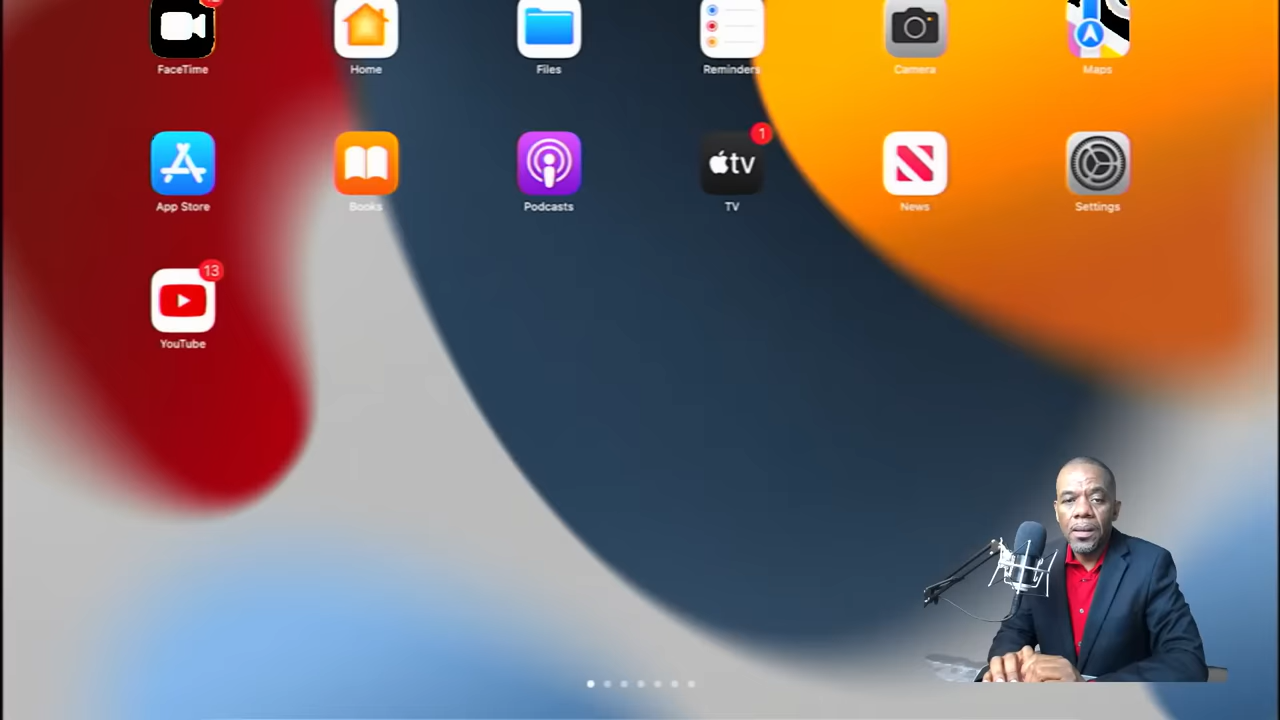 FaceTime
Home
Files
Reminders
Camera
Maps
1
tv
App Store
Books
Podcasts
TV
News
Settings
13
YouTube